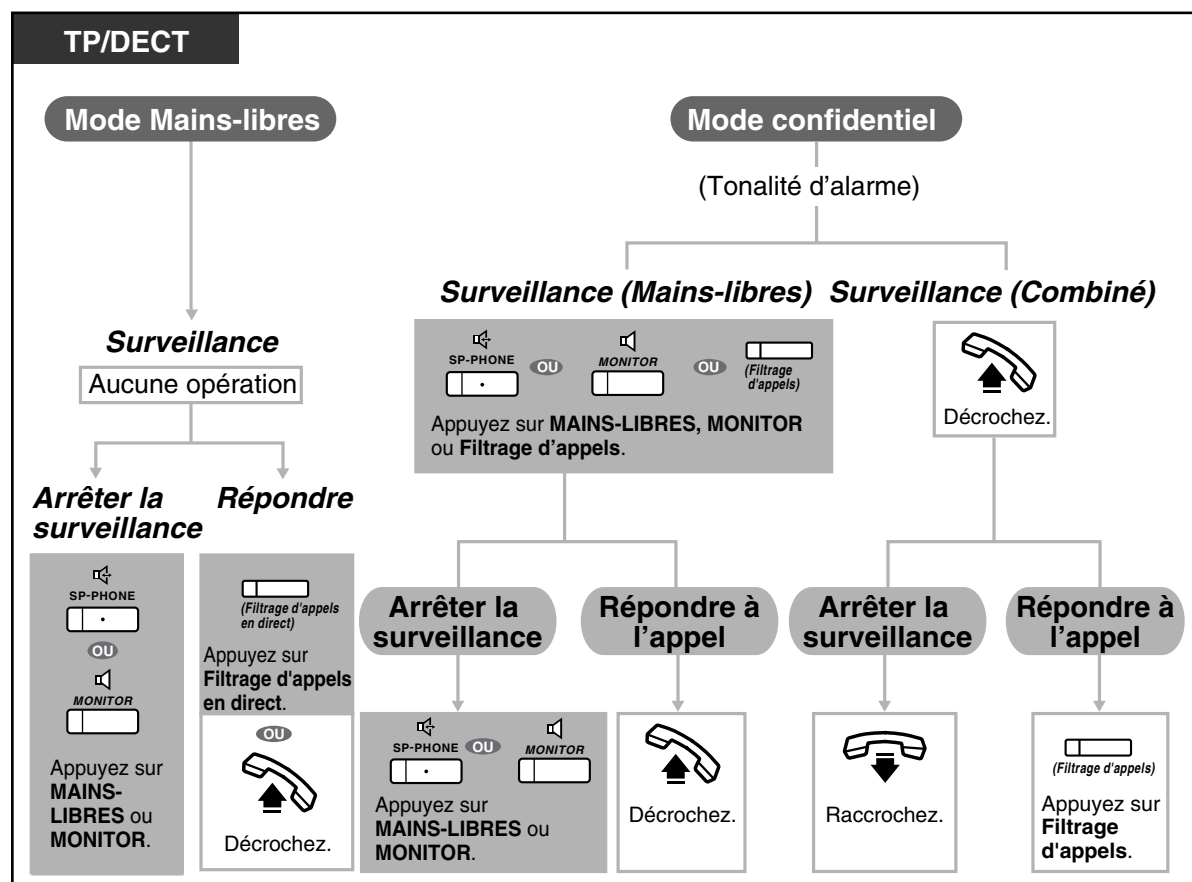 TP/DECT
Mode Mains-libres
Surveillance
Aucune opération
Arrêter la
surveillance
SP-PHONE
OU
MONITOR
Appuyez sur
MAINS-
LIBRES ou
MONITOR.
Répondre
(Filtrage d'appels
en direct)
Appuyez sur
Filtrage d'appels
en direct.
OU
Décrochez.
Mode confidentiel
(Tonalité d'alarme)
Surveillance (Mains-libres)
SP-PHONE
OU
MONITOR
OU
(Filtrage
d'appels)
Appuyez sur MAINS-LIBRES, MONITOR
ou Filtrage d'appels.
Arrêter la
surveillance
SP-PHONE
OU
MONITOR
Appuyez sur
MAINS-LIBRES ou
MONITOR.
Répondre à
l'appel
Décrochez.
Surveillance (Combiné)
Décrochez.
Arrêter la
surveillance
Raccrochez.
Répondre à
l'appel
(Filtrage d'appels)
Appuyez sur
Filtrage
d'appels.